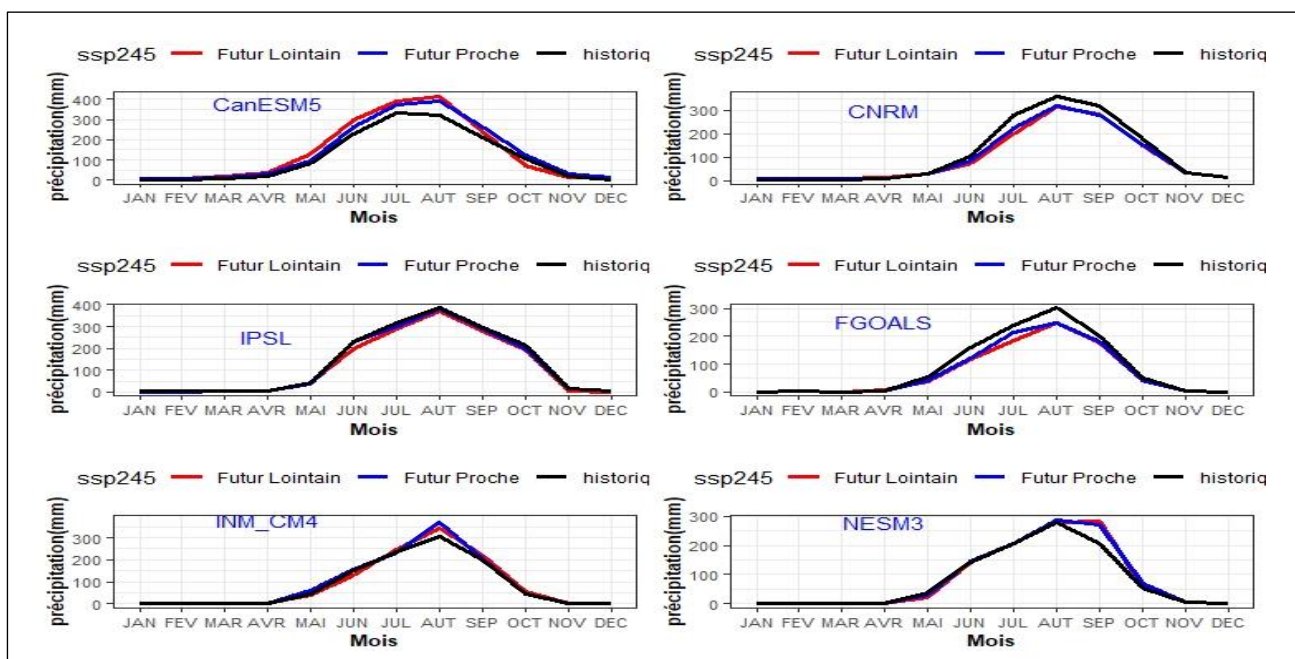 ssp245 Futur Lointain Futur Proche historiq
précipitation(mm)
400
300
200
100
0
CanESM5
JAN FEV MAR AVR MAI JUN JUL AUT SEP OCT NOV DEC
Mois
ssp245 Futur Lointain Futur Proche historiq
précipitation(mm)
300
200
100
0
CNRM
JAN FEV MAR AVR MAI JUN JUL AUT SEP OCT NOV DEC
Mois
ssp245 Futur Lointain Futur Proche historiq
précipitation(mm)
400
300
200
100
0
IPSL
JAN FEV MAR AVR MAI JUN JUL AUT SEP OCT NOV DEC
Mois
ssp245 Futur Lointain Futur Proche historiq
précipitation(mm)
300
200
100
0
FGOALS
JAN FEV MAR AVR MAI JUN JUL AUT SEP OCT NOV DEC
Mois
ssp245 Futur Lointain Futur Proche historiq
précipitation(mm)
300
200
100
0
INM_CM4
JAN FEV MAR AVR MAI JUN JUL AUT SEP OCT NOV DEC
Mois
ssp245 Futur Lointain Futur Proche historiq
précipitation(mm)
300
200
100
0
NESM3
JAN FEV MAR AVR MAI JUN JUL AUT SEP OCT NOV DEC
Mois